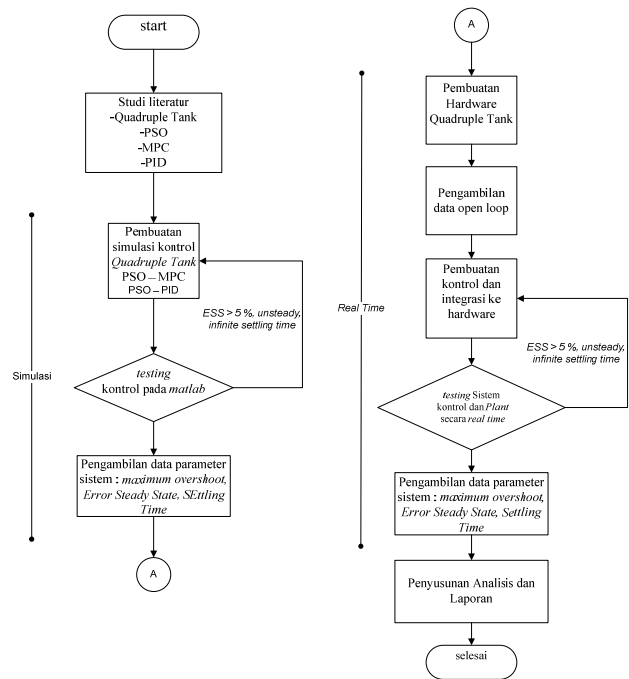 start
Studi literatur
-Quadruple Tank
-PSO
-MPC
-PID
Pembuatan
simulasi kontrol
Quadruple Tank
PSO – MPC
PSO – PID
ESS > 5 %, unsteady,
infinite settling time
Simulasi
testing
kontrol pada matlab
Pengambilan data parameter
sistem : maximum overshoot,
Error Steady State, SEttling
Time
A
A
Pembuatan
Hardware
Quadruple Tank
Pengambilan
data open loop
Pembuatan
kontrol dan
integrasi ke
hardware
Real Time
ESS > 5 %, unsteady,
infinite settling time
testing Sistem
kontrol dan Plant
secara real time
Pengambilan data parameter
sistem : maximum overshoot,
Error Steady State, Settling
Time
Penyusunan Analisis dan
Laporan
selesai